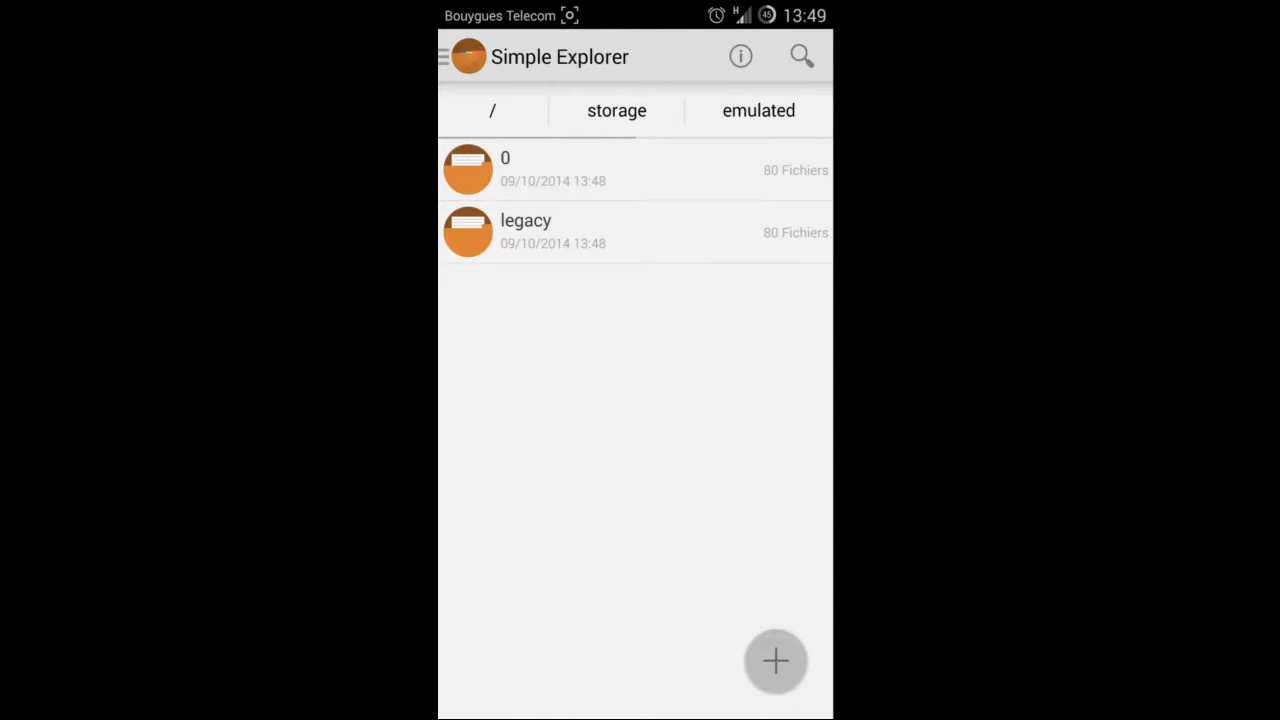 Bouygues Telecom H 45 13:49
Simple Explorer
/ storage emulated
0
09/10/2014 13:48
80 Fichiers
legacy
09/10/2014 13:48
80 Fichiers